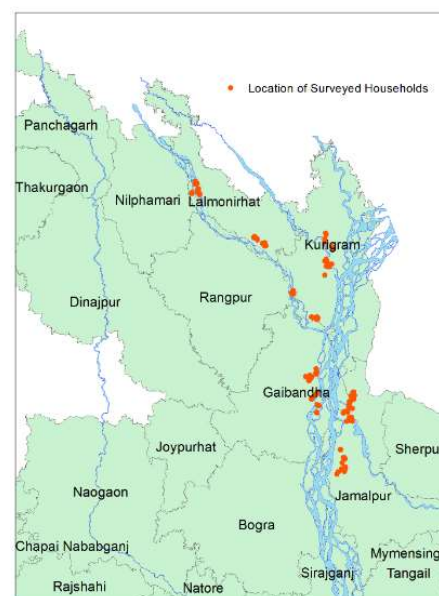 Location of Surveyed Households
Panchagarh
Thakurgaon
Nilphamari
Lalmonirhat
Kurigram
Dinajpur
Rangpur
Gaibandha
Joypurhat
Sherpu
Naogaon
Jamalpur
Bogra
Chapai Nababganj
Mymensing
Rajshahi
Natore
Sirajganj
Tangail